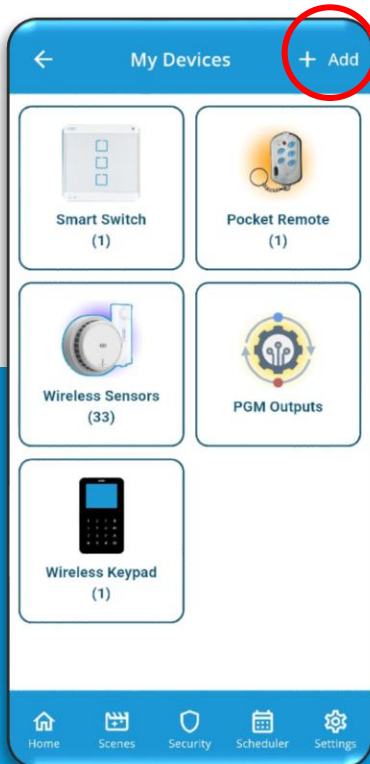 My Devices
+ Add
Smart Switch
(1)
Pocket Remote
(1)
Wireless Sensors
(33)
PGM Outputs
Wireless Keypad
(1)
Home
Scenes
Security
Scheduler
Settings